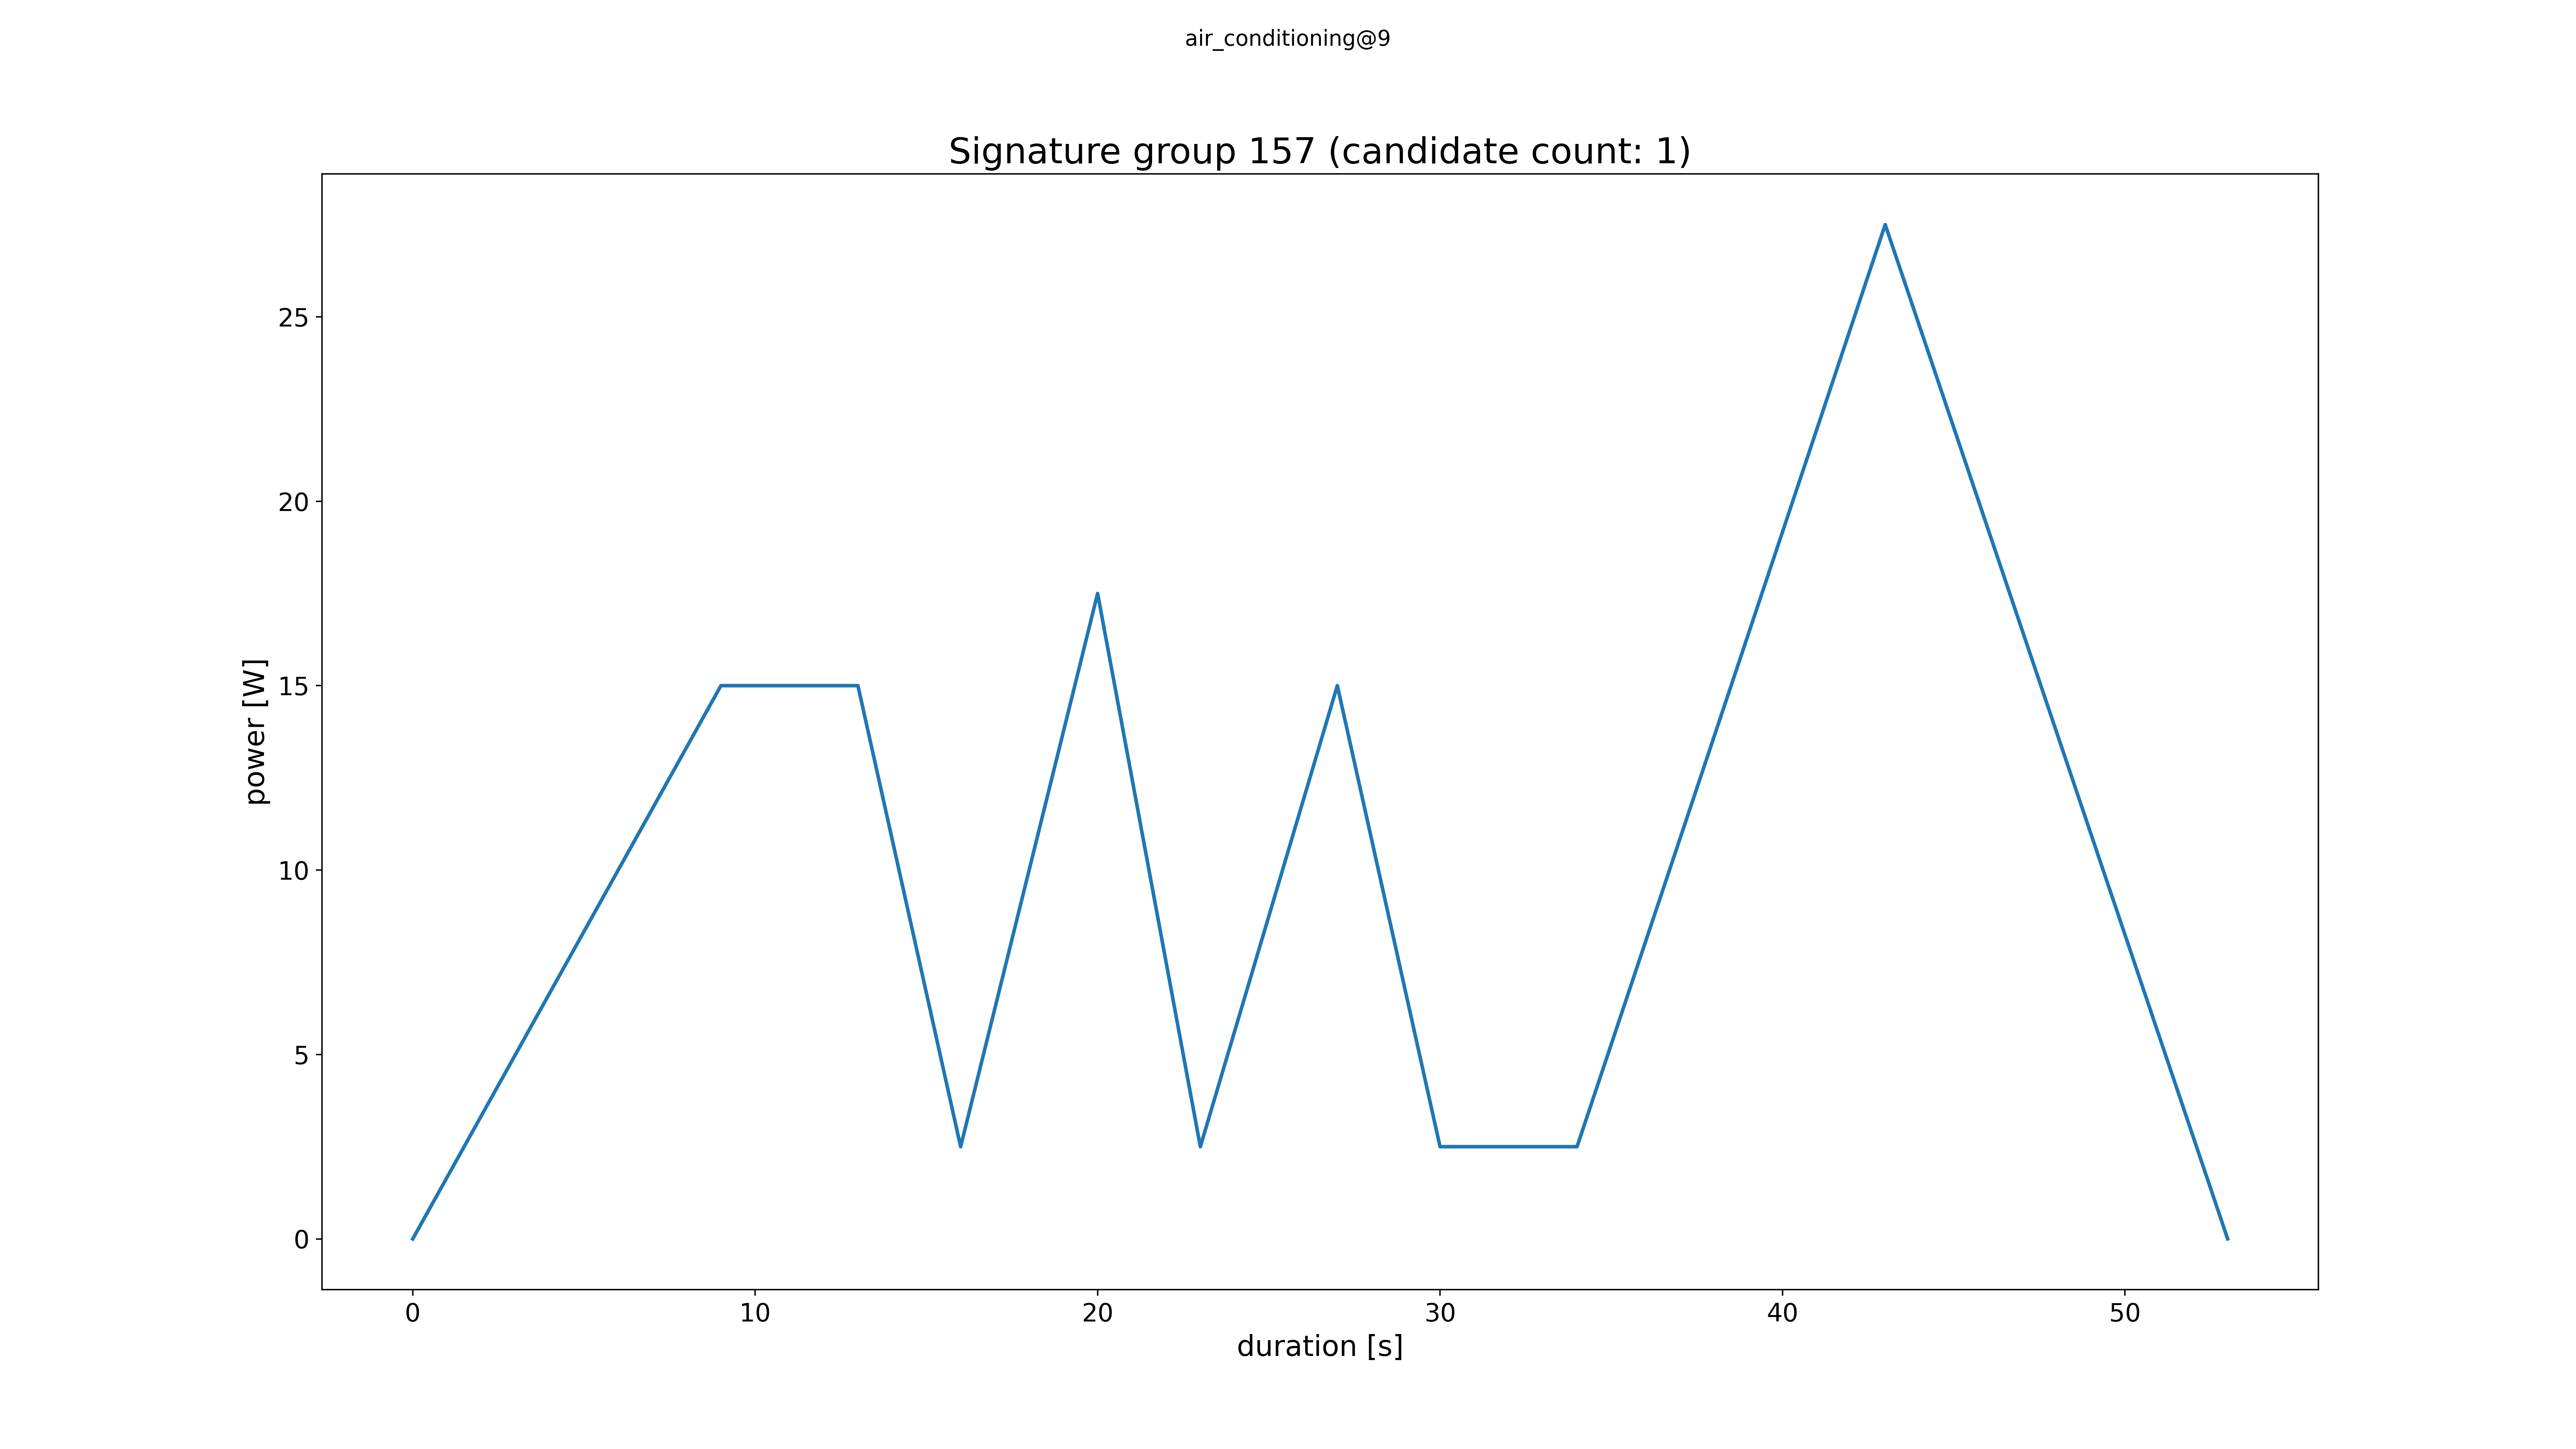 air_conditioning@9
Signature group 157 (candidate count: 1)
power [W]
25
20
15
10
5
0
0 10 20 30 40 50
duration [s]